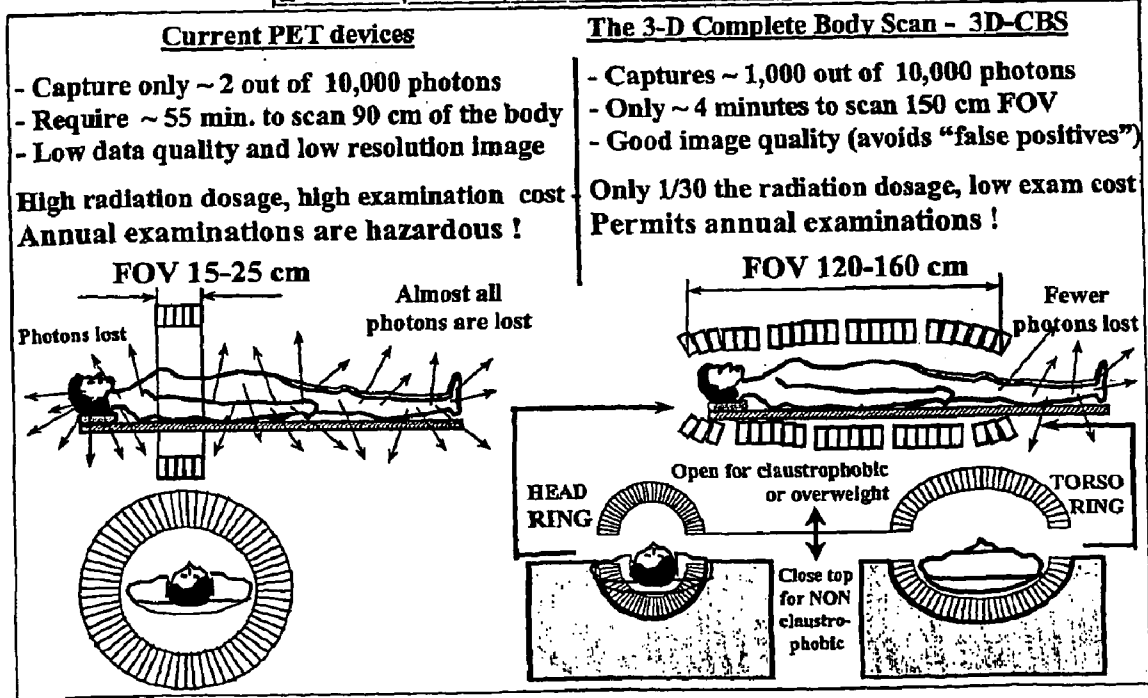 Current PET devices
- Capture only ~ 2 out of 10,000 photons
- Require ~ 55 min. to scan 90 cm of the body
- Low data quality and low resolution image
High radiation dosage, high examination cost
Annual examinations are hazardous !
FOV 15-25 cm
Photons lost
Almost all
photons are lost
The 3-D Complete Body Scan - 3D-CBS
- Captures ~ 1,000 out of 10,000 photons
- Only ~ 4 minutes to scan 150 cm FOV
- Good image quality (avoids “false positives”)
Only 1/30 the radiation dosage, low exam cost
Permits annual examinations !
FOV 120-160 cm
Fewer
photons lost
HEAD
RING
Open for claustrophobic
or overweight
TORSO
RING
Close top
for NON
claustro-
phobic